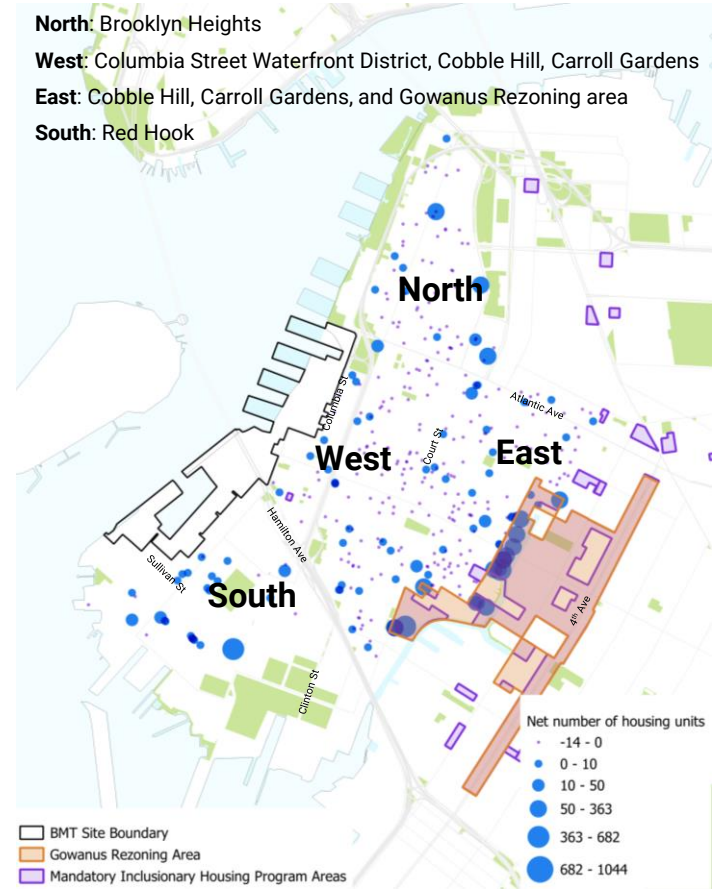 North: Brooklyn Heights
West: Columbia Street Waterfront District, Cobble Hill, Carroll Gardens
East: Cobble Hill, Carroll Gardens, and Gowanus Rezoning area
South: Red Hook
North
Atlantic Ave
Columbia St
Court St
West
East
Hamilton Ave
Sullivan St
South
4th Ave
Clinton St
Net number of housing units
-14 - 0
0 - 10
10 - 50
50 - 363
363 - 682
682 - 1044
BMT Site Boundary
Gowanus Rezoning Area
Mandatory Inclusionary Housing Program Areas